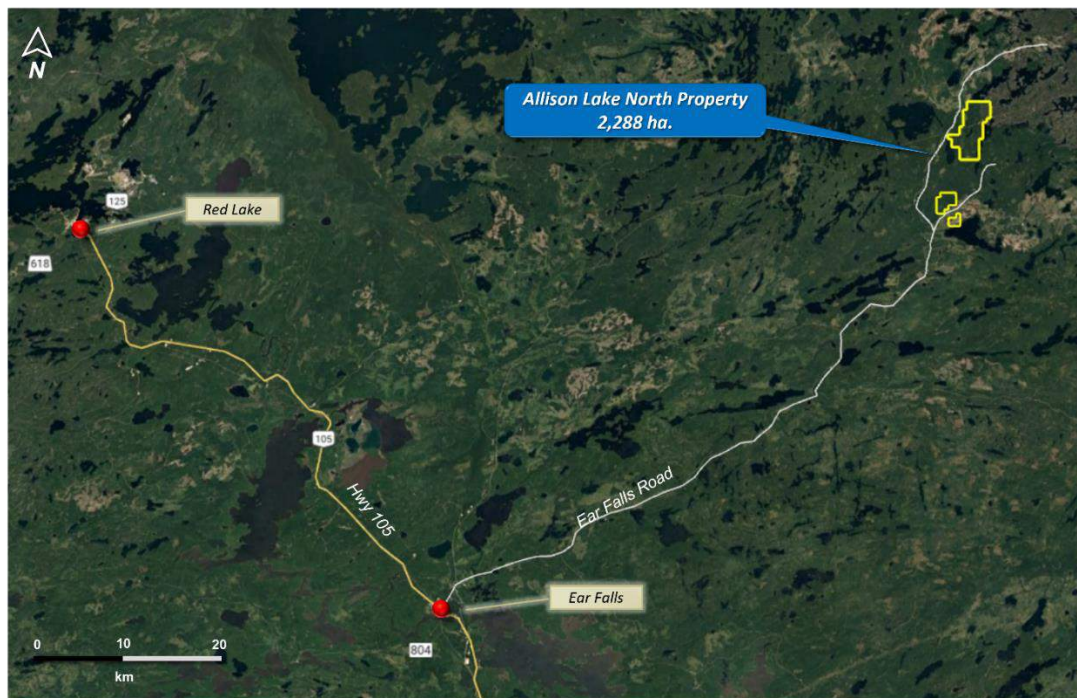 N
Allison Lake North Property
2,288 ha.
125
Red Lake
618
105
Hwy 105
Ear Falls Road
Ear Falls
804
0 10 20
km